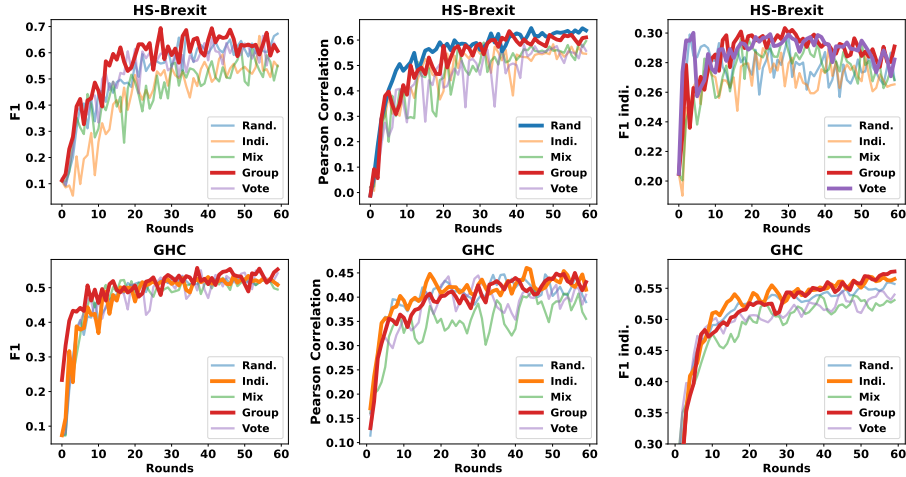 HS-Brexit
F1
0.7
0.6
0.5
0.4
0.3
0.2
0.1
0 10 20 30 40 50 60
Rounds
Rand.
Indi.
Mix
Group
Vote
HS-Brexit
Pearson Correlation
0.6
0.5
0.4
0.3
0.2
0.1
0.0
0 10 20 30 40 50 60
Rounds
Rand
Indi.
Mix
Group
Vote
HS-Brexit
F1 indi.
0.30
0.28
0.26
0.24
0.22
0.20
0 10 20 30 40 50 60
Rounds
Rand.
Indi.
Mix
Group
Vote
GHC
F1
0.5
0.4
0.3
0.2
0.1
0 10 20 30 40 50 60
Rounds
Rand.
Indi.
Mix
Group
Vote
GHC
Pearson Correlation
0.45
0.40
0.35
0.30
0.25
0.20
0.15
0.10
0 10 20 30 40 50 60
Rounds
Rand.
Indi.
Mix
Group
Vote
GHC
F1 indi.
0.55
0.50
0.45
0.40
0.35
0.30
0 10 20 30 40 50 60
Rounds
Rand.
Indi.
Mix
Group
Vote